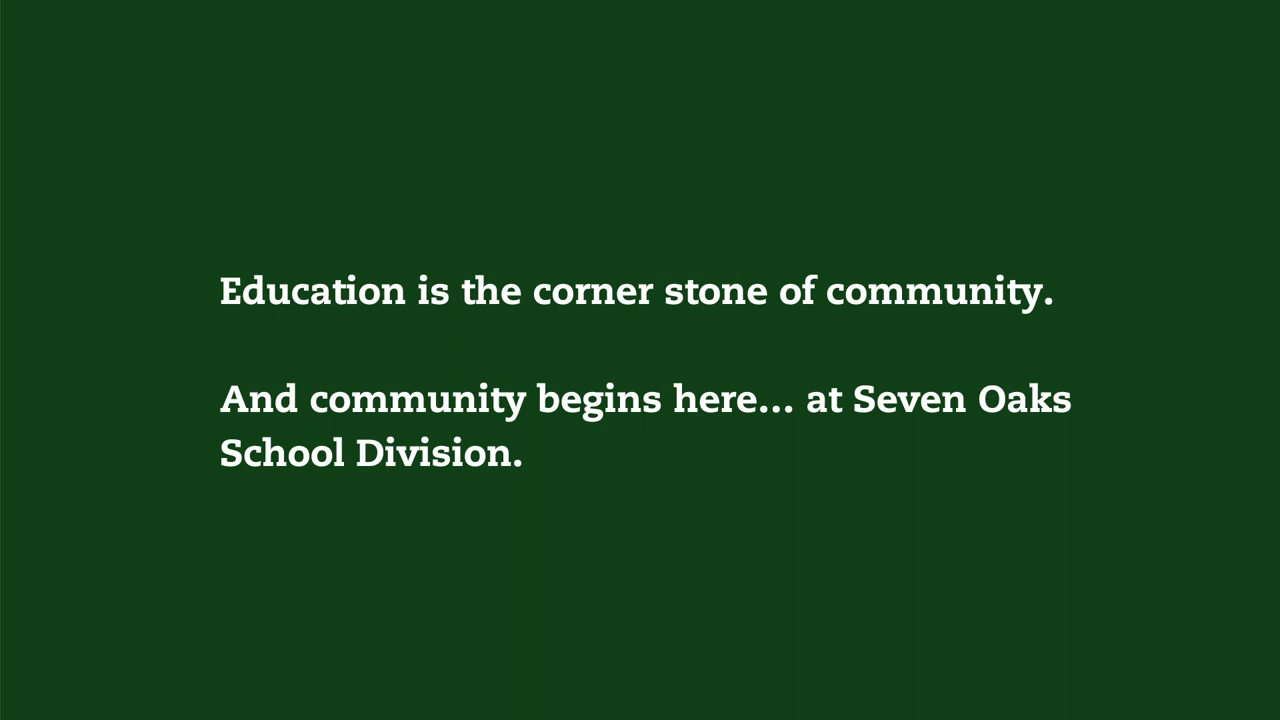 Education is the corner stone of community.
And community begins here... at Seven Oaks
School Division.